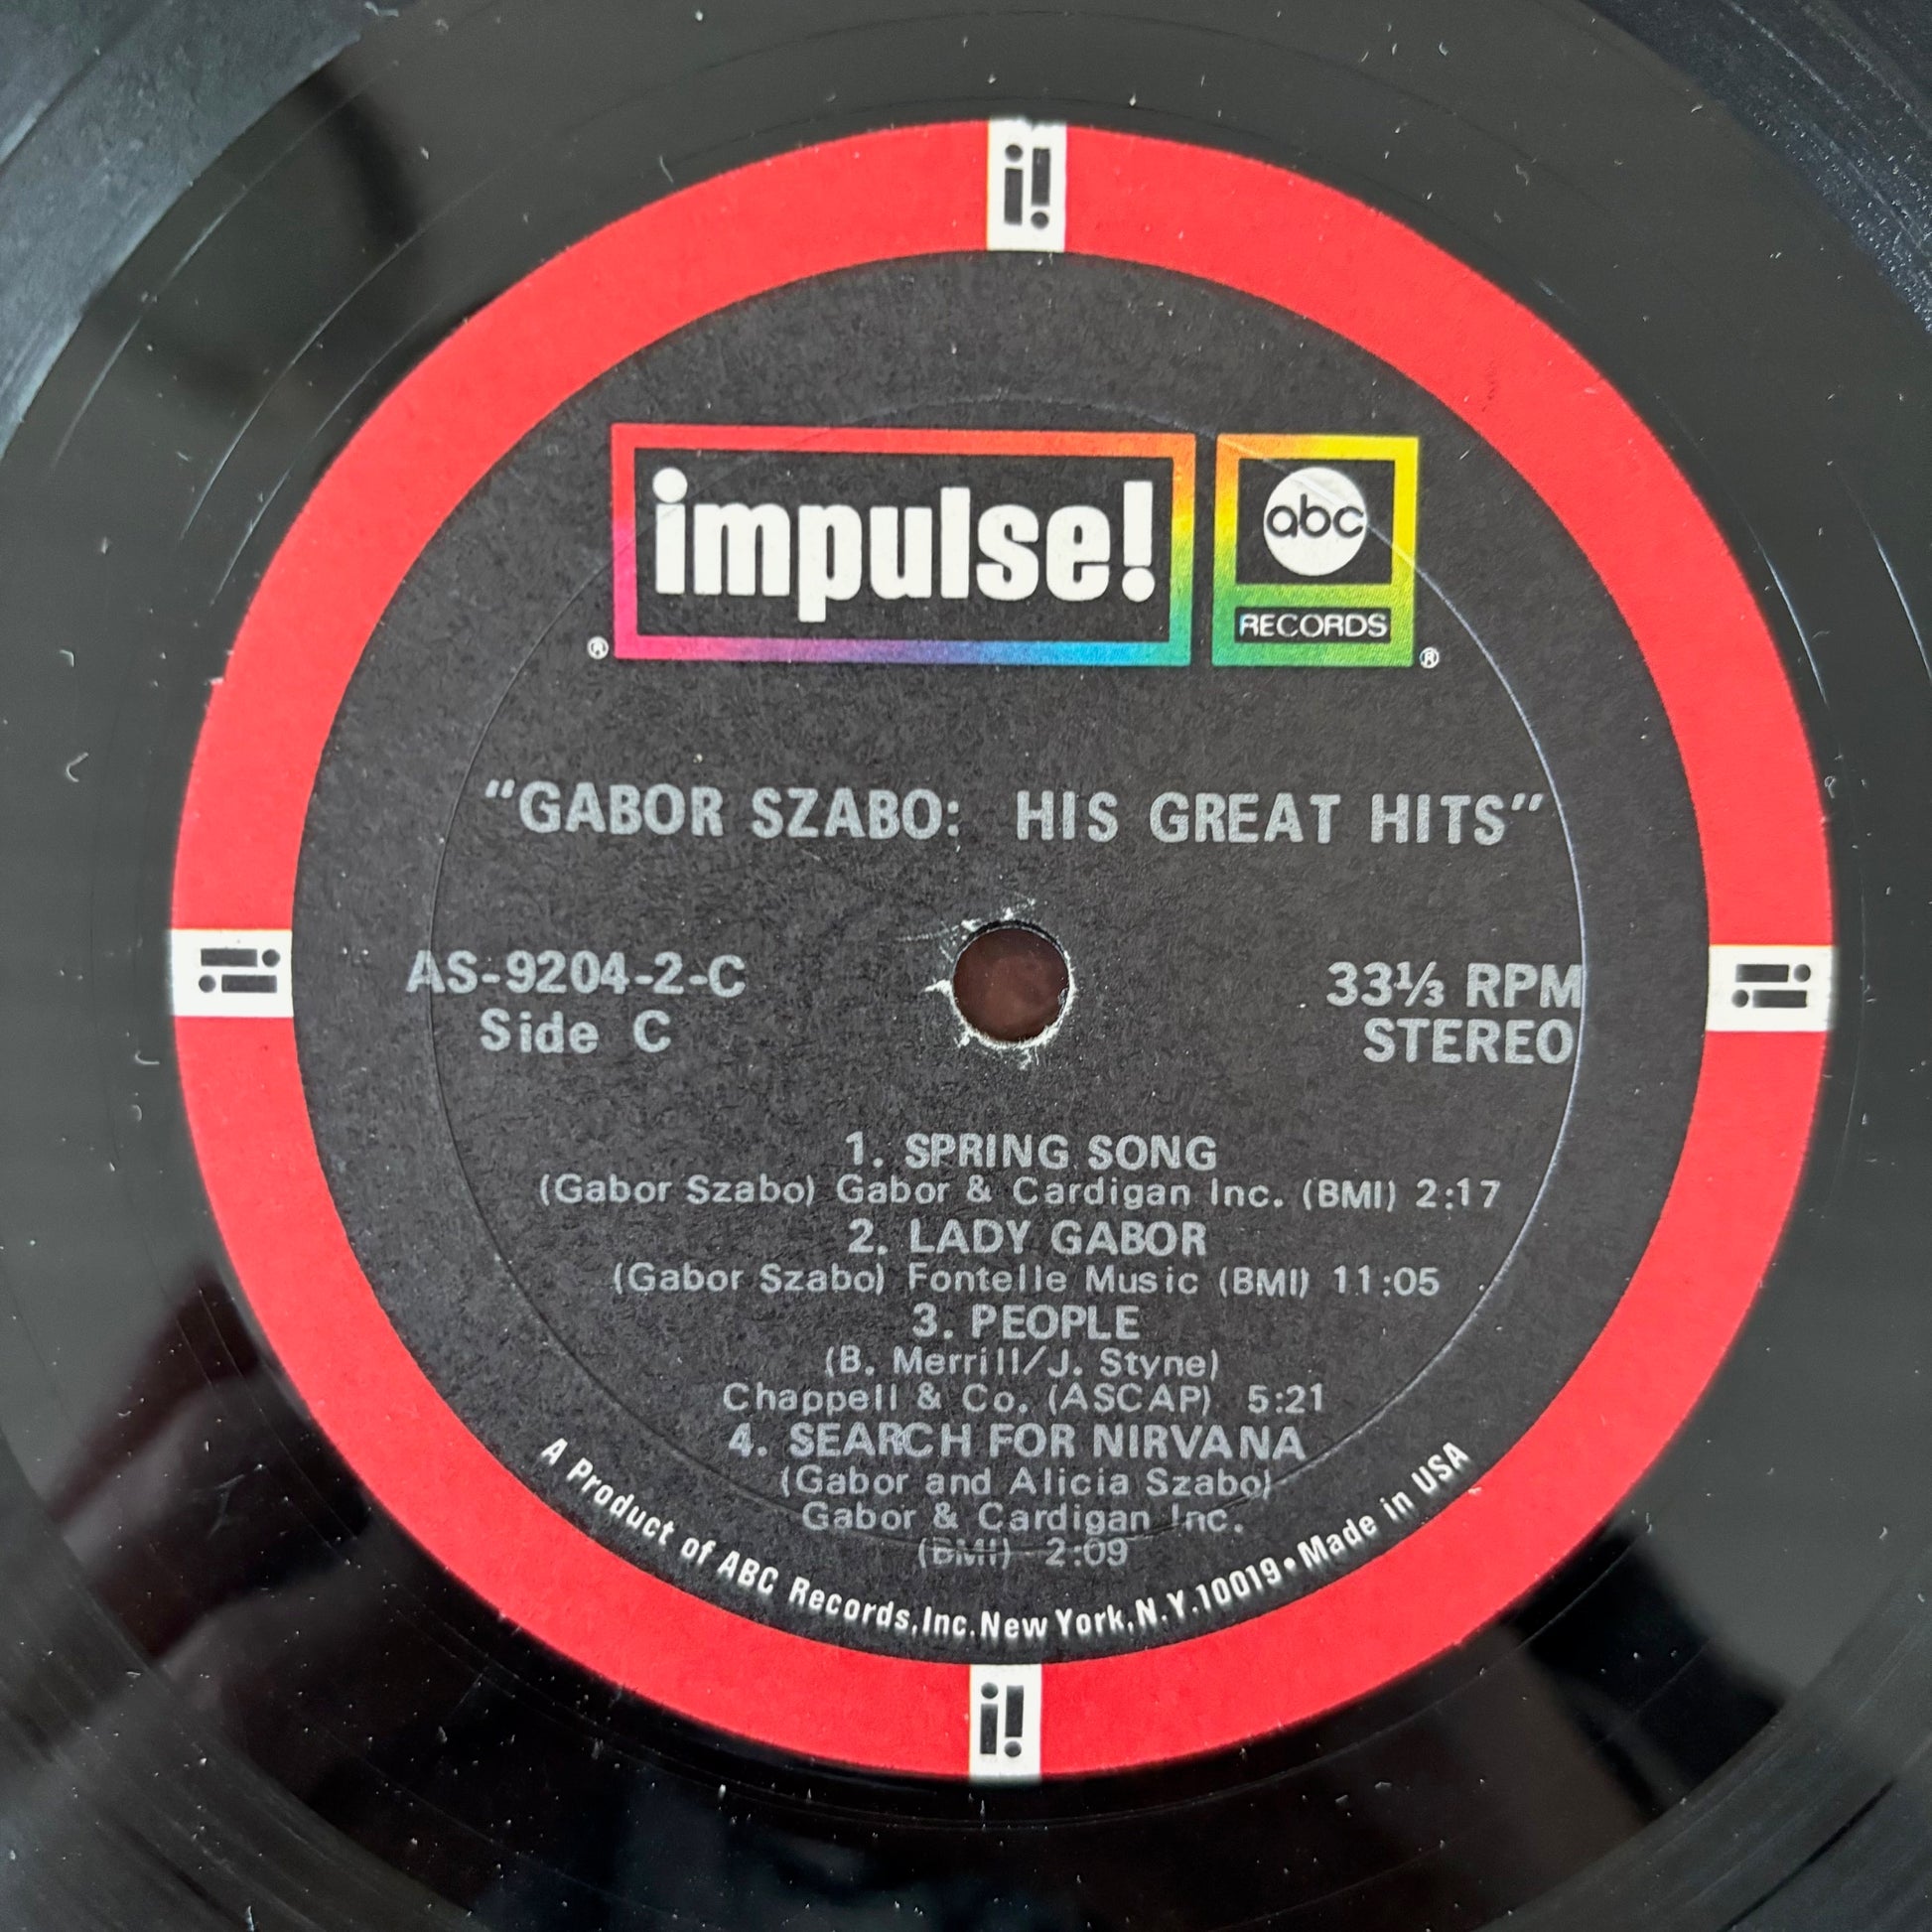 i!
impulse!
abc
RECORDS
®
®
"GABOR SZABO: HIS GREAT HITS"
AS-9204-2-C
Side C
33⅓ RPM
STEREO
i!
i!
1. SPRING SONG
(Gabor Szabo) Gabor & Cardigan Inc. (BMI) 2:17
2. LADY GABOR
(Gabor Szabo) Fontelle Music (BMI) 11:05
3. PEOPLE
(B. Merrill/J. Styne)
Chappell & Co. (ASCAP) 5:21
4. SEARCH FOR NIRVANA
(Gabor and Alicia Szabo)
Gabor & Cardigan Inc.
(BMI) 2:09
A Product of ABC Records, Inc. New York, N.Y. 10019 • Made in USA
i!